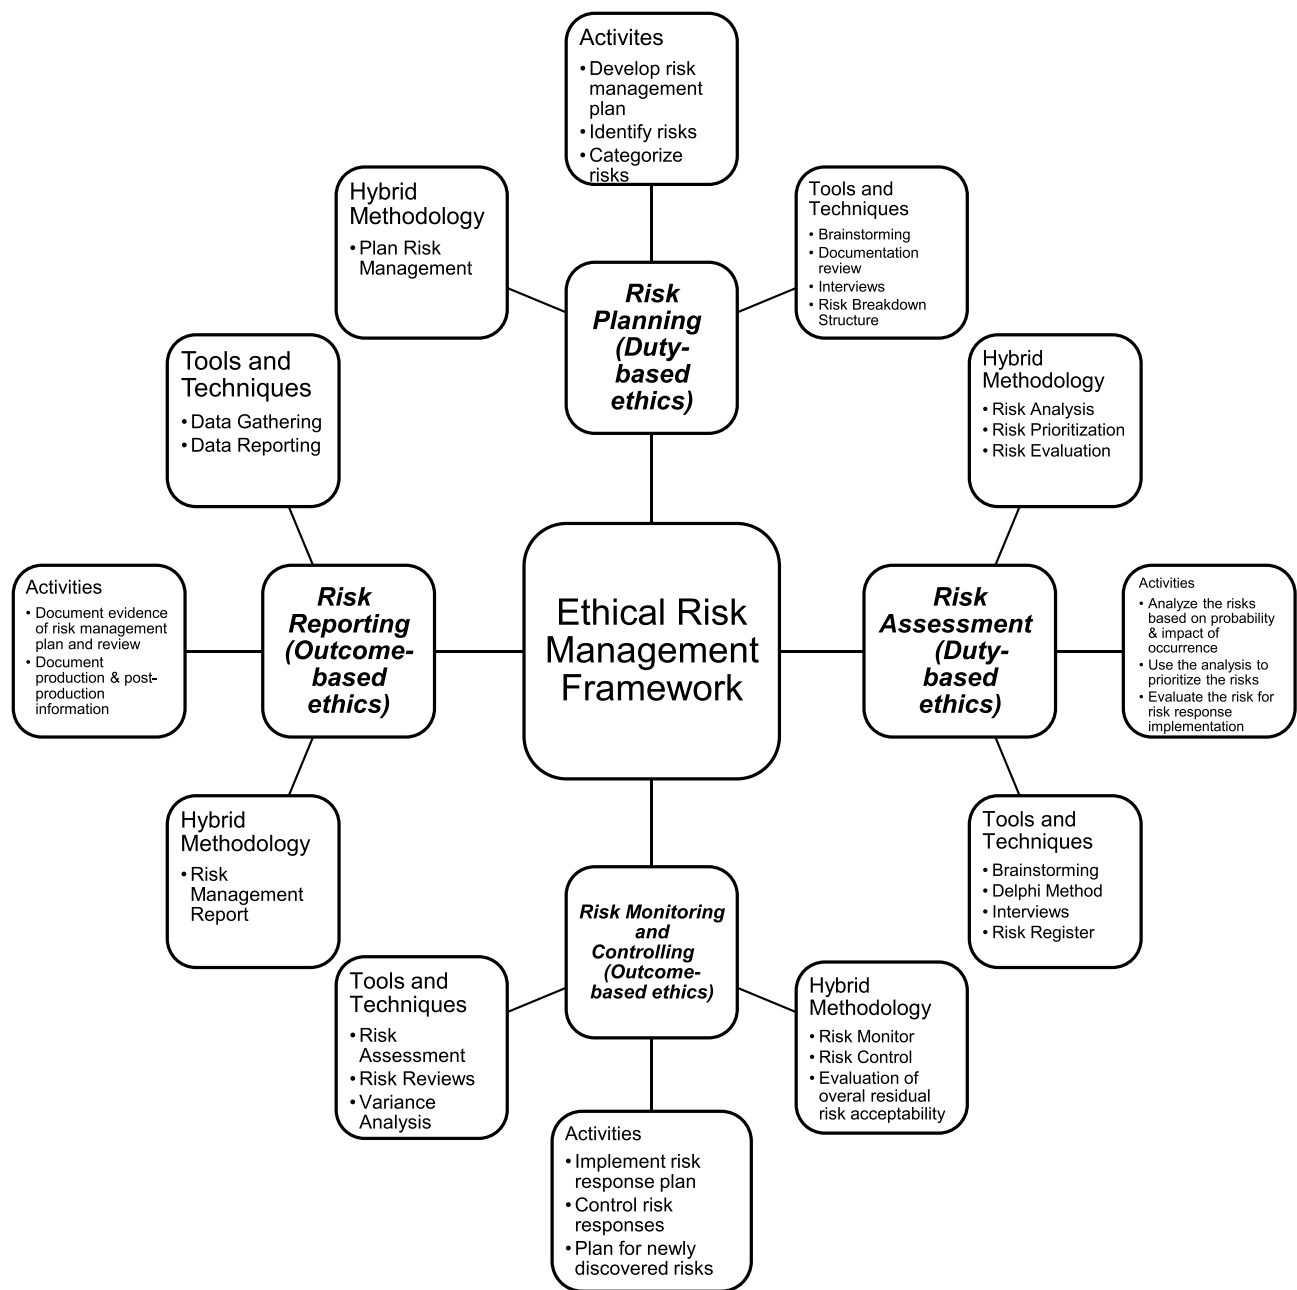 Activites
• Develop risk
management
plan
• Identify risks
• Categorize
risks
Hybrid
Methodology
• Plan Risk
Management
Risk
Planning
(Duty-
based
ethics)
Tools and
Techniques
• Brainstorming
• Documentation
review
• Interviews
• Risk Breakdown
Structure
Tools and
Techniques
• Data Gathering
• Data Reporting
Hybrid
Methodology
• Risk Analysis
• Risk Prioritization
• Risk Evaluation
Activities
• Document evidence
of risk management
plan and review
• Document
production & post-
production
information
Risk
Reporting
(Outcome-
based
ethics)
Ethical Risk
Management
Framework
Risk
Assessment
(Duty-
based
ethics)
Activities
• Analyze the risks
based on probability
& impact of
occurrence
• Use the analysis to
prioritize the risks
• Evaluate the risk for
risk response
implementation
Hybrid
Methodology
• Risk
Management
Report
Tools and
Techniques
• Brainstorming
• Delphi Method
• Interviews
• Risk Register
Risk Monitoring
and
Controlling
(Outcome-
based ethics)
Tools and
Techniques
• Risk
Assessment
• Risk Reviews
• Variance
Analysis
Hybrid
Methodology
• Risk Monitor
• Risk Control
• Evaluation of
overal residual
risk acceptability
Activities
• Implement risk
response plan
• Control risk
responses
• Plan for newly
discovered risks